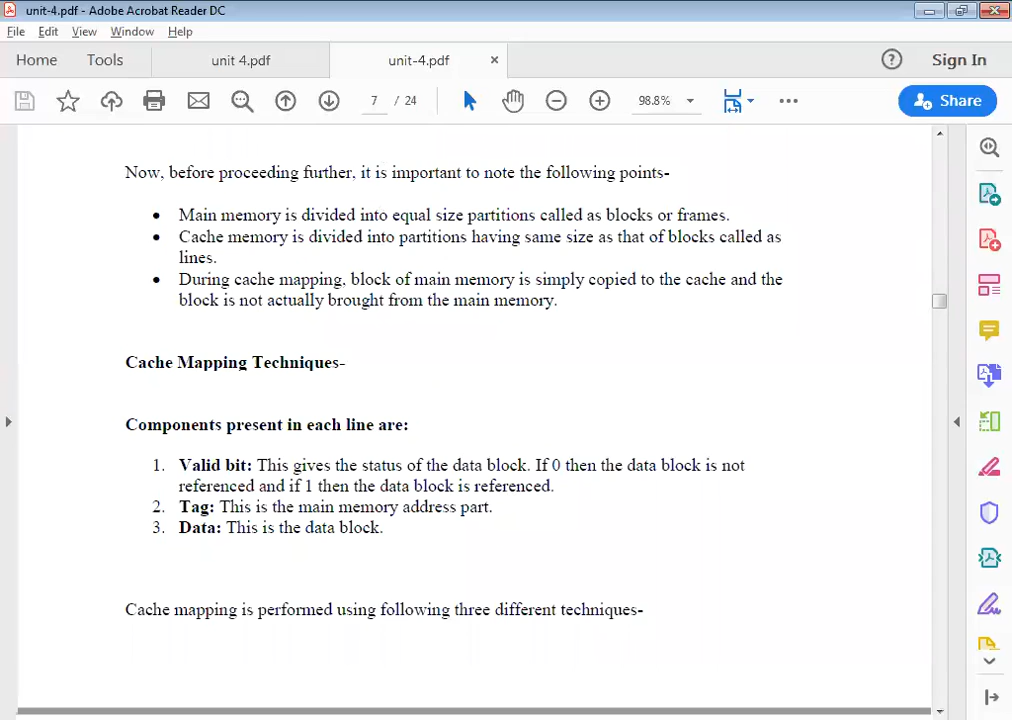 unit-4.pdf - Adobe Acrobat Reader DC
File Edit View Window Help
Home Tools unit 4.pdf unit-4.pdf × Sign In
7 / 24 98.8% Share
Now, before proceeding further, it is important to note the following points-
• Main memory is divided into equal size partitions called as blocks or frames.
• Cache memory is divided into partitions having same size as that of blocks called as
lines.
• During cache mapping, block of main memory is simply copied to the cache and the
block is not actually brought from the main memory.
Cache Mapping Techniques-
Components present in each line are:
1. Valid bit: This gives the status of the data block. If 0 then the data block is not
referenced and if 1 then the data block is referenced.
2. Tag: This is the main memory address part.
3. Data: This is the data block.
Cache mapping is performed using following three different techniques-